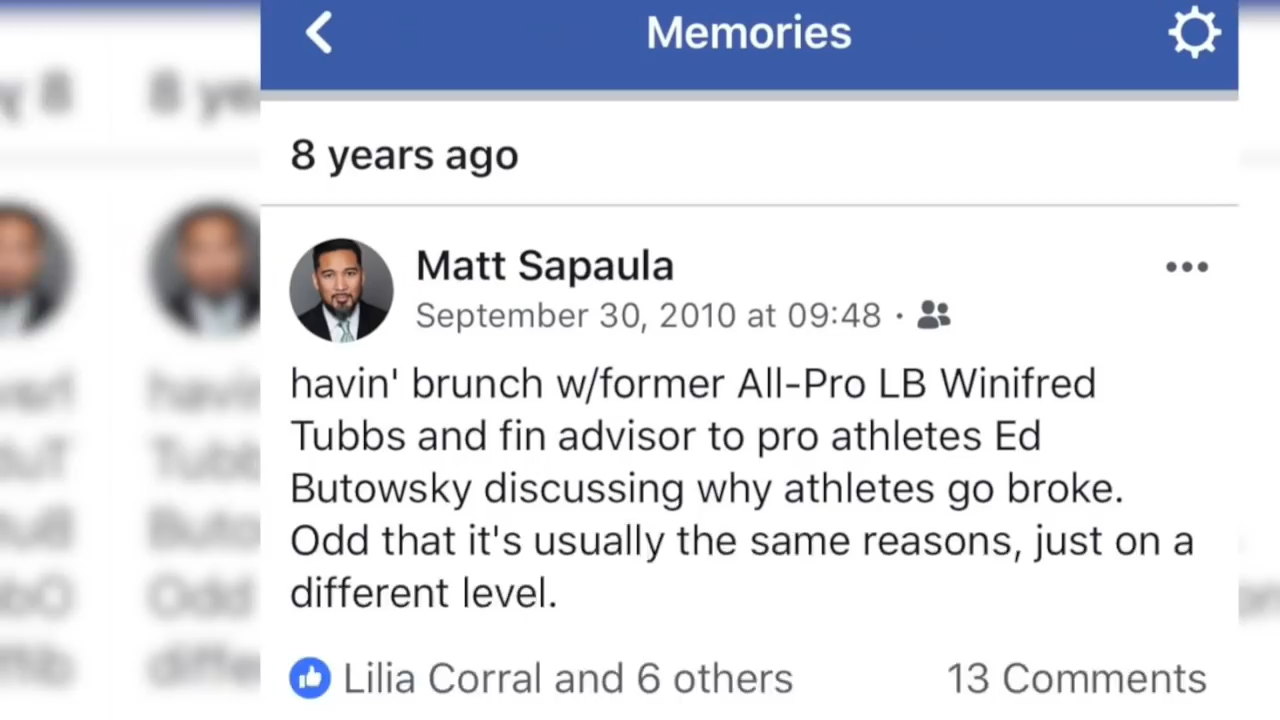 Memories
8 years ago
Matt Sapaula
September 30, 2010 at 09:48 ·
havin' brunch w/former All-Pro LB Winifred
Tubbs and fin advisor to pro athletes Ed
Butowsky discussing why athletes go broke.
Odd that it's usually the same reasons, just on a
different level.
Lilia Corral and 6 others
13 Comments